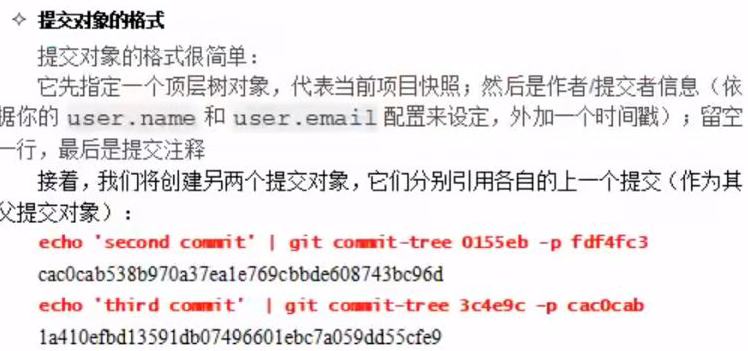 ✧ 提交对象的格式
提交对象的格式很简单：
它先指定一个顶层树对象，代表当前项目快照；然后是作者/提交者信息（依
据你的 user.name 和 user.email 配置来设定，外加一个时间戳）；留空
一行，最后是提交注释
接着，我们将创建另两个提交对象，它们分别引用各自的上一个提交（作为其
父提交对象）：
echo 'second commit' | git commit-tree 0155eb -p fdf4fc3
cac0cab538b970a37ea1e769cbbde608743bc96d
echo 'third commit' | git commit-tree 3c4e9c -p cac0cab
1a410efbd13591db07496601ebc7a059dd55cfe9